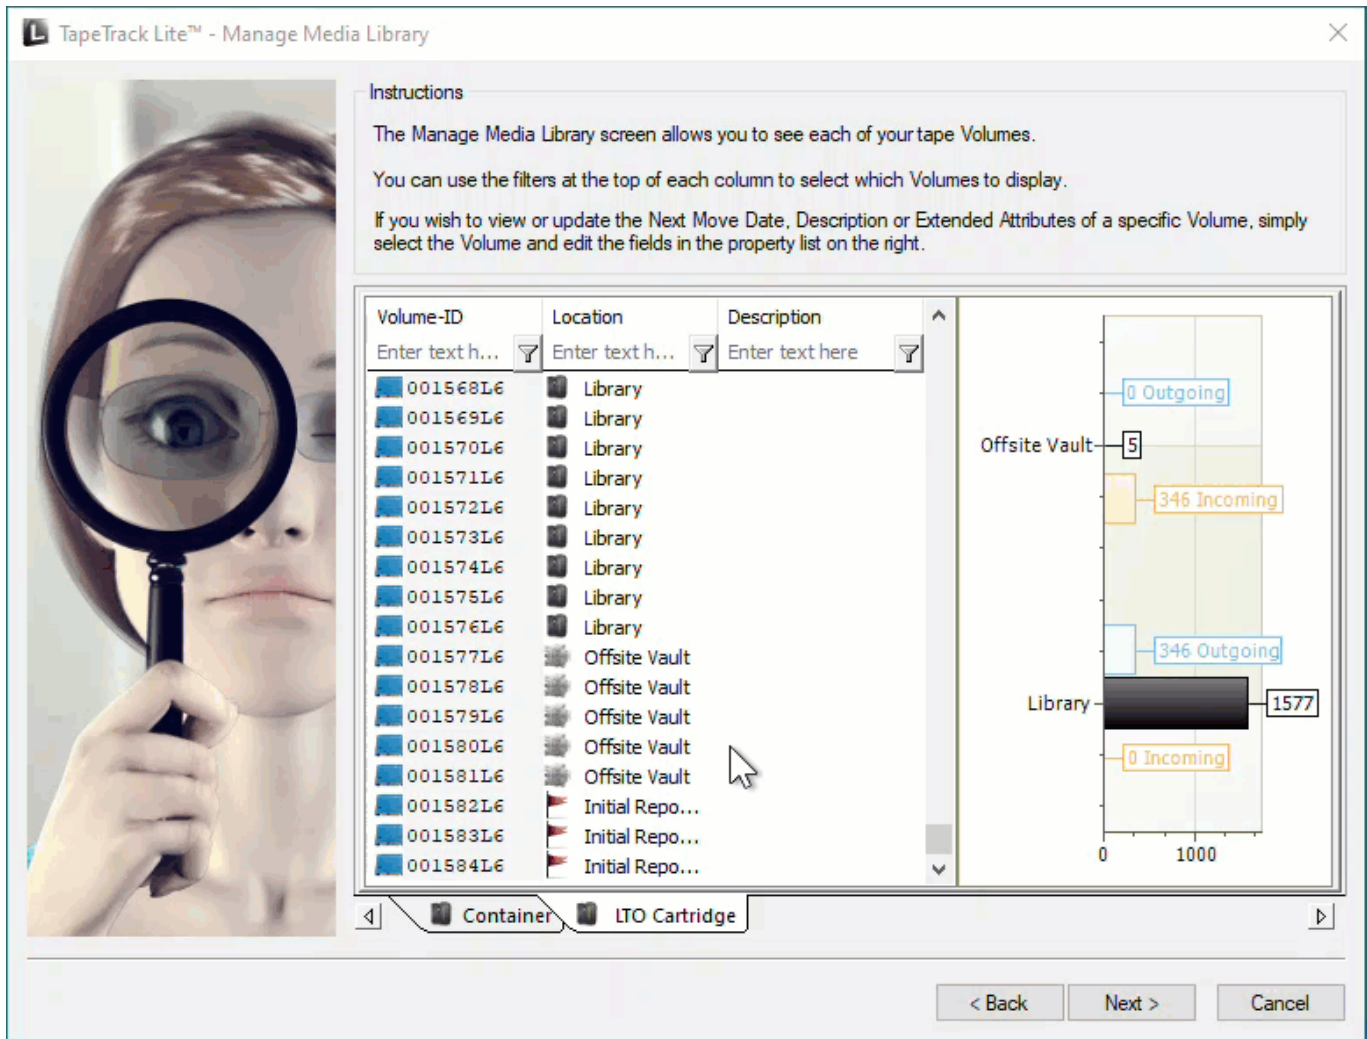 TapeTrack Lite™ - Manage Media Library
Instructions
The Manage Media Library screen allows you to see each of your tape Volumes.
You can use the filters at the top of each column to select which Volumes to display.
If you wish to view or update the Next Move Date, Description or Extended Attributes of a specific Volume, simply
select the Volume and edit the fields in the property list on the right.
Volume-ID Location Description
Enter text h... Enter text h... Enter text here
001568L6 Library
001569L6 Library
001570L6 Library
001571L6 Library
001572L6 Library
001573L6 Library
001574L6 Library
001575L6 Library
001576L6 Library
001577L6 Offsite Vault
001578L6 Offsite Vault
001579L6 Offsite Vault
001580L6 Offsite Vault
001581L6 Offsite Vault
001582L6 Initial Repo...
001583L6 Initial Repo...
001584L6 Initial Repo...
0 Outgoing
Offsite Vault 5
346 Incoming
346 Outgoing
Library 1577
0 Incoming
0 1000
Container LTO Cartridge
< Back Next > Cancel